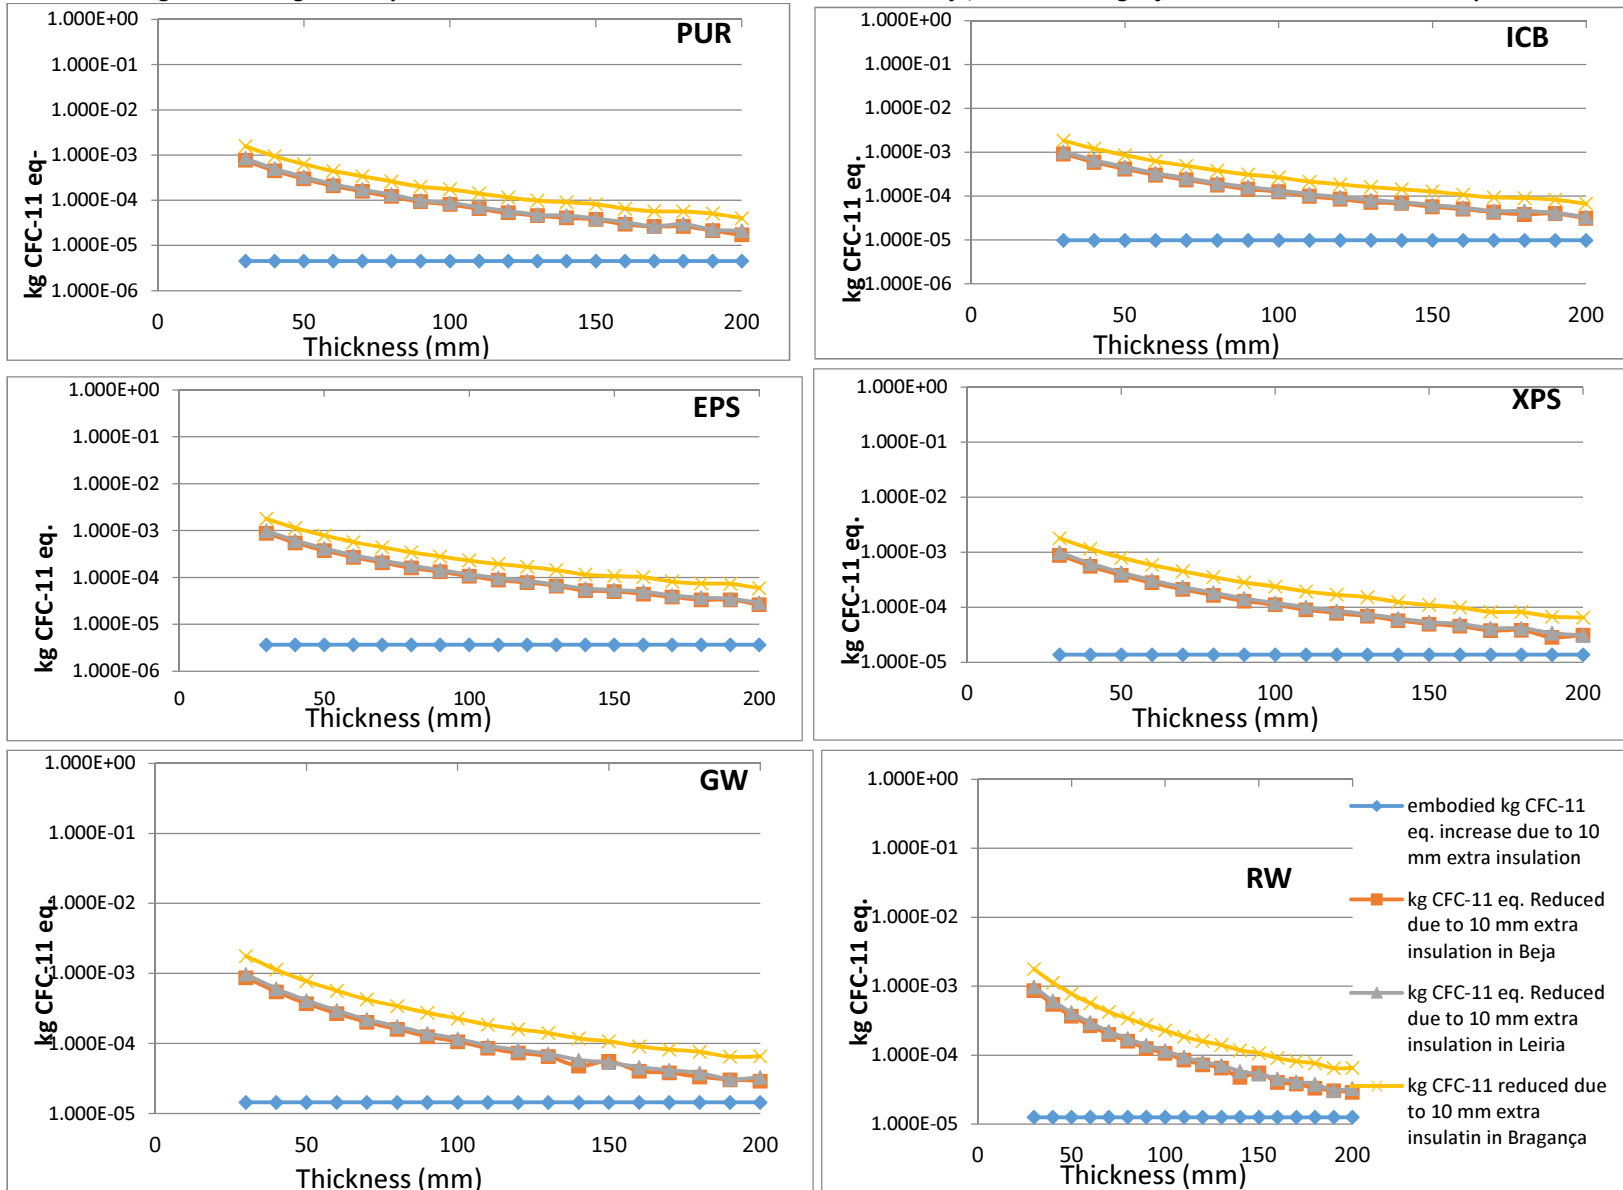 PUR
1.000E+00
1.000E-01
1.000E-02
1.000E-03
1.000E-04
1.000E-05
1.000E-06
kg CFC-11 eq-
0 50 100 150 200
Thickness (mm)
ICB
1.000E+00
1.000E-01
1.000E-02
1.000E-03
1.000E-04
1.000E-05
1.000E-06
kg CFC-11 eq.
0 50 100 150 200
Thickness (mm)
EPS
1.000E+00
1.000E-01
1.000E-02
1.000E-03
1.000E-04
1.000E-05
1.000E-06
kg CFC-11 eq.
0 50 100 150 200
Thickness (mm)
XPS
1.000E+00
1.000E-01
1.000E-02
1.000E-03
1.000E-04
1.000E-05
kg CFC-11 eq.
0 50 100 150 200
Thickness (mm)
GW
1.000E+00
1.000E-01
1.000E-02
1.000E-03
1.000E-04
1.000E-05
kg CFC-11 eq.
0 50 100 150 200
Thickness (mm)
RW
1.000E+00
1.000E-01
1.000E-02
1.000E-03
1.000E-04
1.000E-05
kg CFC-11 eq.
0 50 100 150 200
Thickness (mm)
embodied kg CFC-11
eq. increase due to 10
mm extra insulation
kg CFC-11 eq. Reduced
due to 10 mm extra
insulation in Beja
kg CFC-11 eq. Reduced
due to 10 mm extra
insulation in Leiria
kg CFC-11 reduced due
to 10 mm extra
insulatin in Bragança